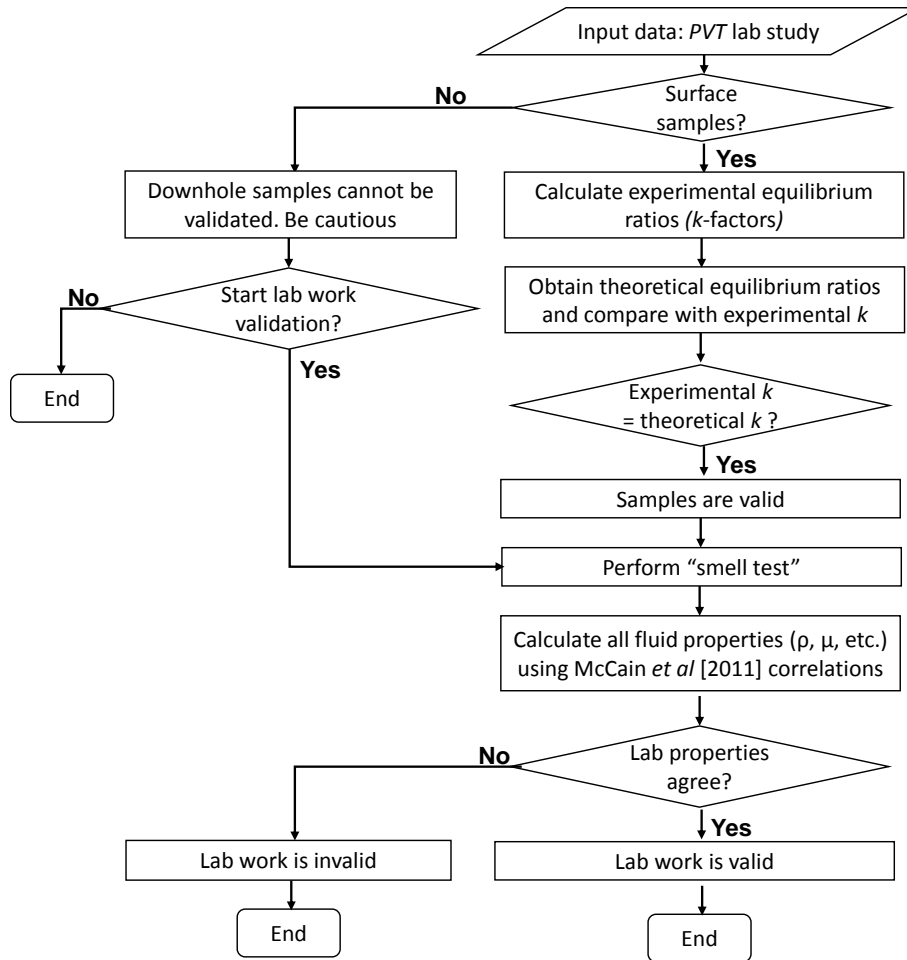 Input data: PVT lab study
No
Surface
samples?
Yes
Downhole samples cannot be
validated. Be cautious
Calculate experimental equilibrium
ratios (k-factors)
No
Start lab work
validation?
Obtain theoretical equilibrium ratios
and compare with experimental k
Yes
End
Experimental k
= theoretical k ?
Yes
Samples are valid
Perform “smell test”
Calculate all fluid properties (ρ, μ, etc.)
using McCain et al [2011] correlations
No
Lab properties
agree?
Yes
Lab work is invalid
Lab work is valid
End
End